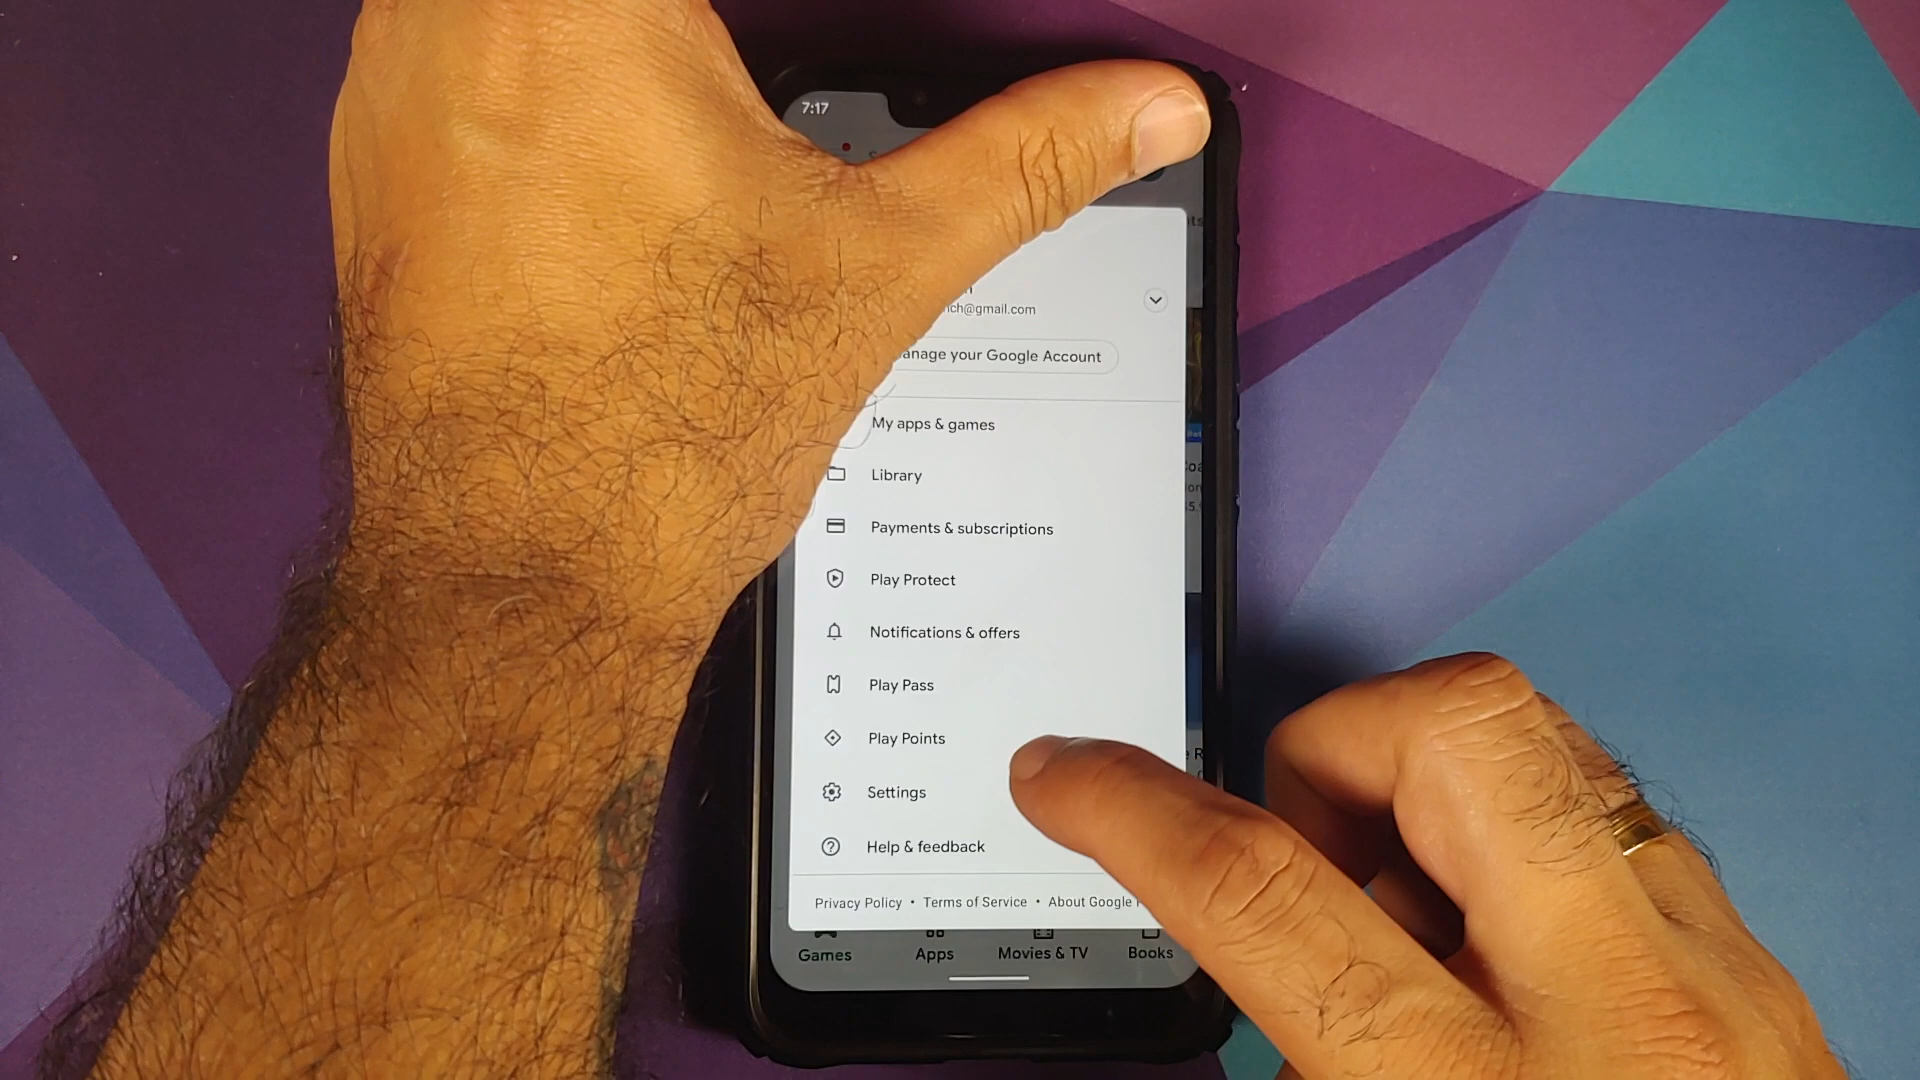 7:17
nch@gmail.com
anage your Google Account
My apps & games
Library
Payments & subscriptions
Play Protect
Notifications & offers
Play Pass
Play Points
Settings
Help & feedback
Privacy Policy • Terms of Service • About Google
Games Apps Movies & TV Books